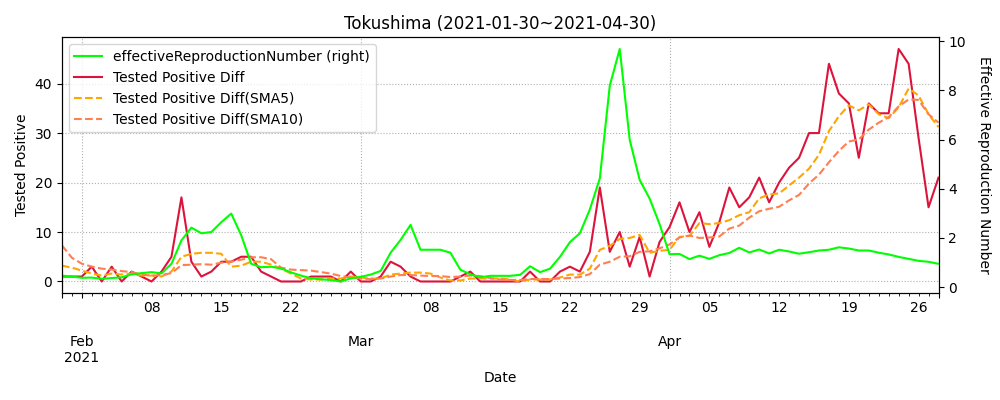 Tokushima (2021-01-30~2021-04-30)
effectiveReproductionNumber (right)
Tested Positive Diff
Tested Positive Diff(SMA5)
Tested Positive Diff(SMA10)
Tested Positive
40
30
20
10
0
Effective Reproduction Number
10
8
6
4
2
0
08 15 22 08 15 22 29 05 12 19 26
Feb Mar Apr
2021
Date